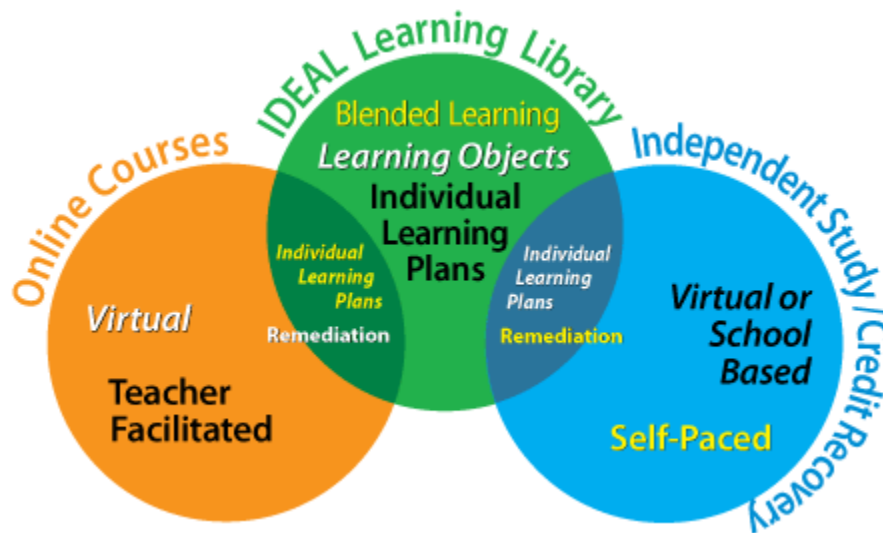 IDEAL Learning Library
Online Courses
Independent Study / Credit Recovery
Blended Learning
Learning Objects
Individual
Learning
Plans
Individual
Learning
Plans
Remediation
Individual
Learning
Plans
Remediation
Virtual
Teacher
Facilitated
Virtual or
School
Based
Self-Paced